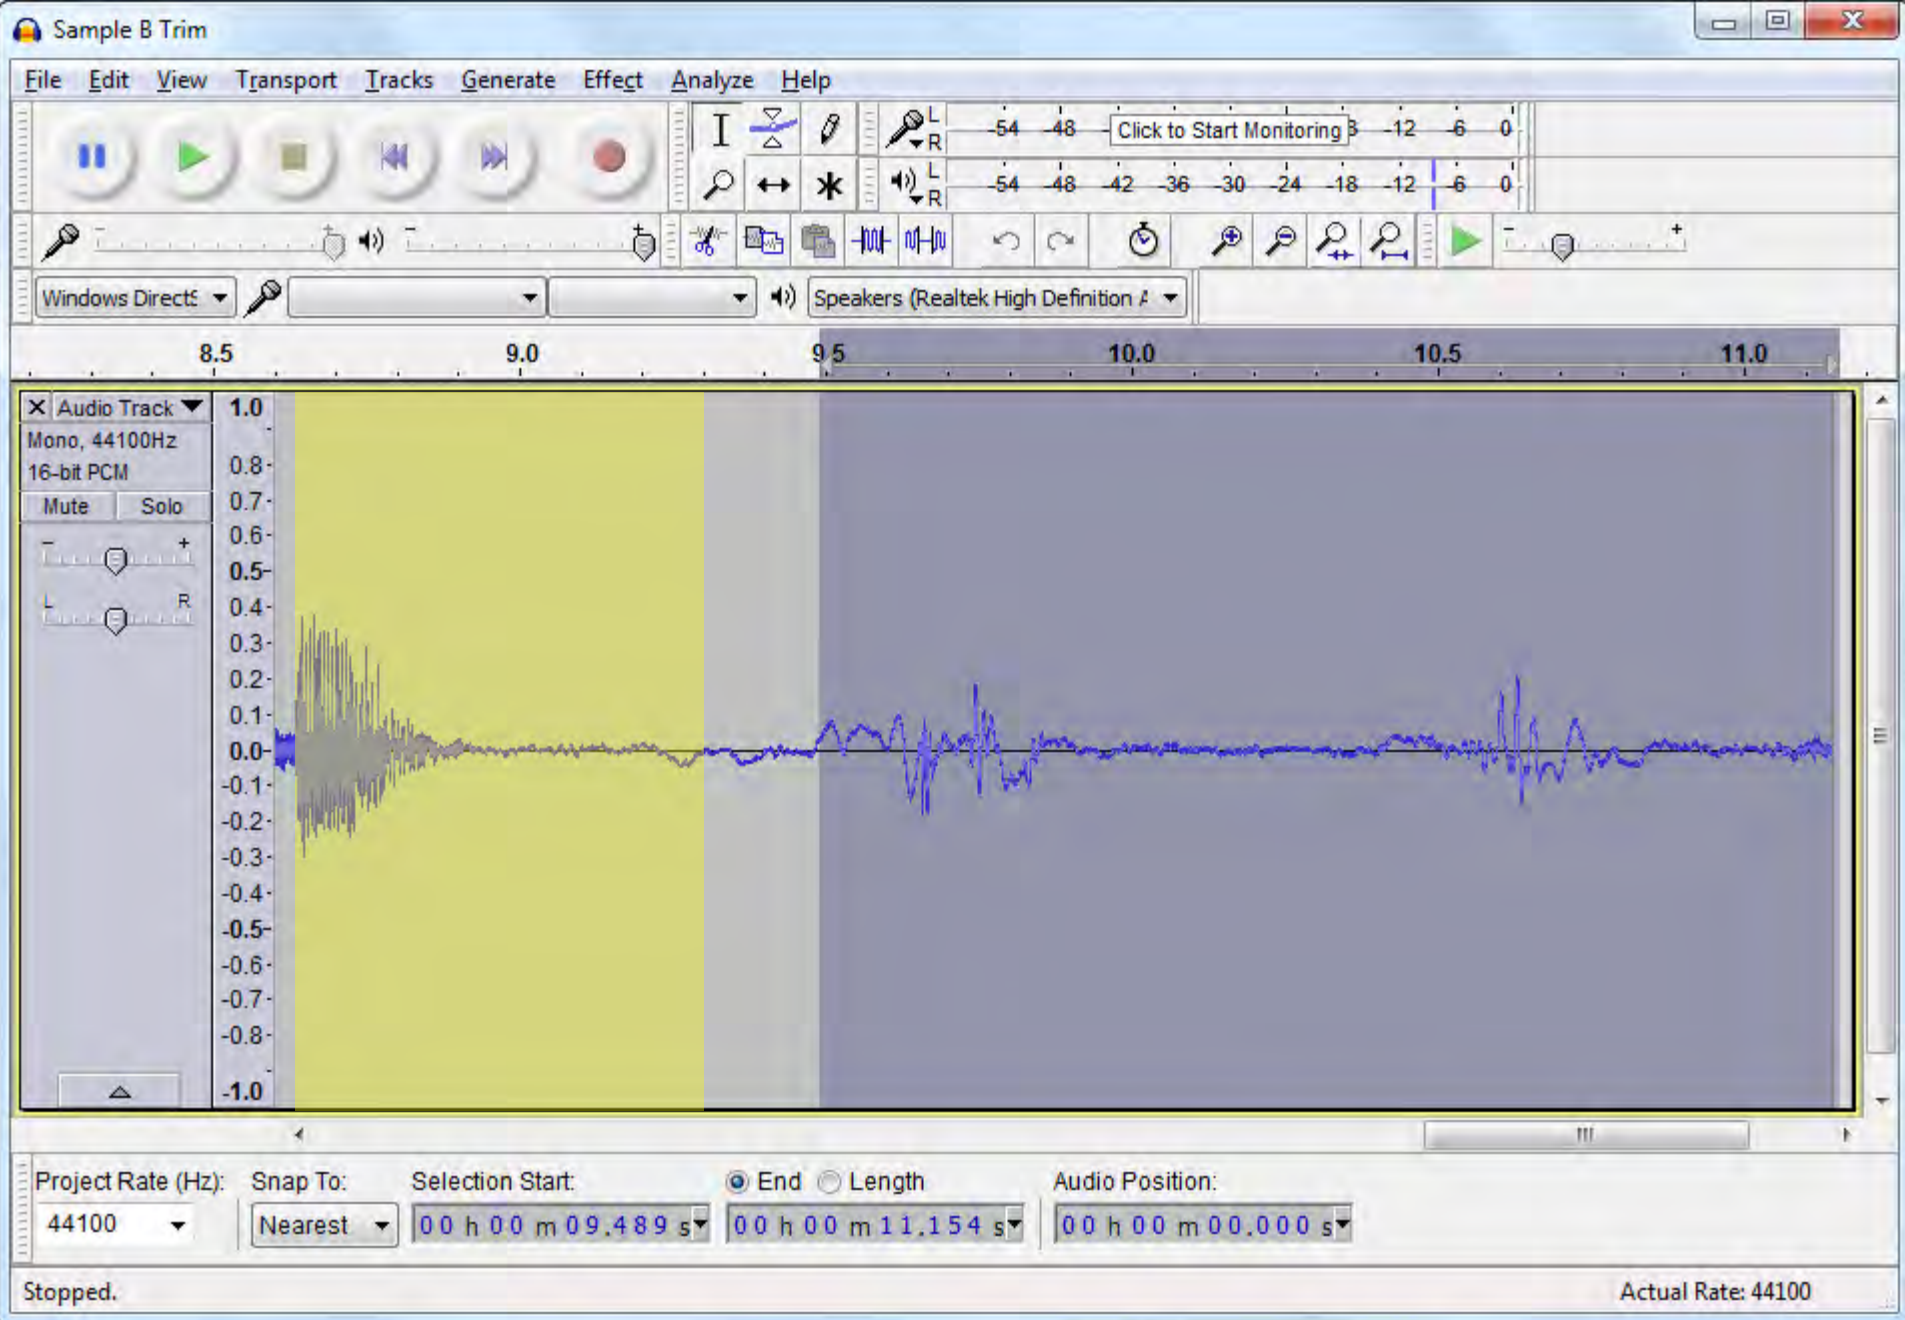 Sample B Trim
File Edit View Transport Tracks Generate Effect Analyze Help
L
R
-54 -48 - Click to Start Monitoring 3 -12 -6 0
L
R
-54 -48 -42 -36 -30 -24 -18 -12 -6 0
- + - +
- +
Windows DirectS Speakers (Realtek High Definition A
8.5 9.0 9.5 10.0 10.5 11.0
X Audio Track
Mono, 44100Hz
16-bit PCM
Mute Solo
- +
L R
1.0
0.8
0.7
0.6
0.5
0.4
0.3
0.2
0.1
0.0
-0.1
-0.2
-0.3
-0.4
-0.5
-0.6
-0.7
-0.8
-1.0
Project Rate (Hz): Snap To: Selection Start: End Length Audio Position:
44100 Nearest 00 h 00 m 09.489 s 00 h 00 m 11.154 s 00 h 00 m 00.000 s
Stopped. Actual Rate: 44100